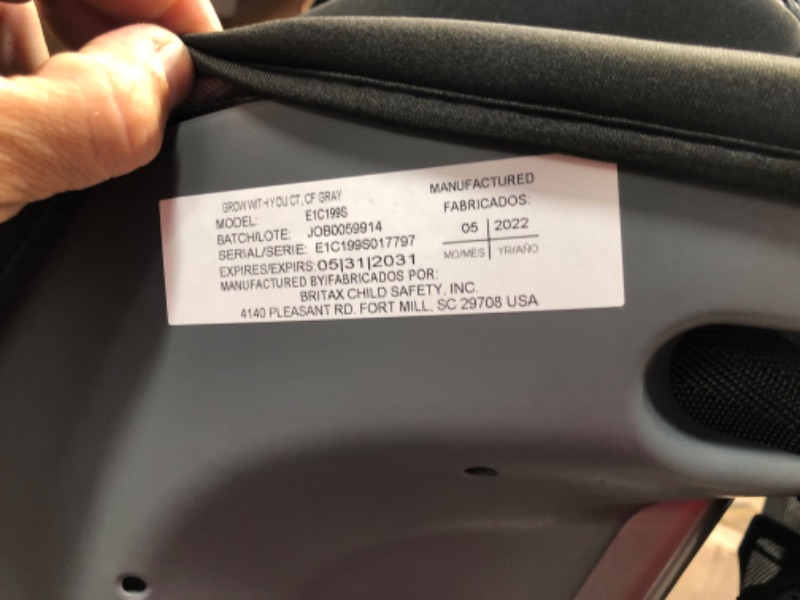 GROW WITH YOU CT, CF GRAY
MODEL: E1C199S
BATCH/LOTE: JOB0059914
SERIAL/SERIE: E1C199S017797
EXPIRES/EXPIRS: 05|31|2031
MANUFACTURED BY/FABRICADOS POR:
BRITAX CHILD SAFETY, INC.
4140 PLEASANT RD, FORT MILL, SC 29708 USA
MANUFACTURED
FABRICADOS:
05 2022
MO/MES YR/AÑO